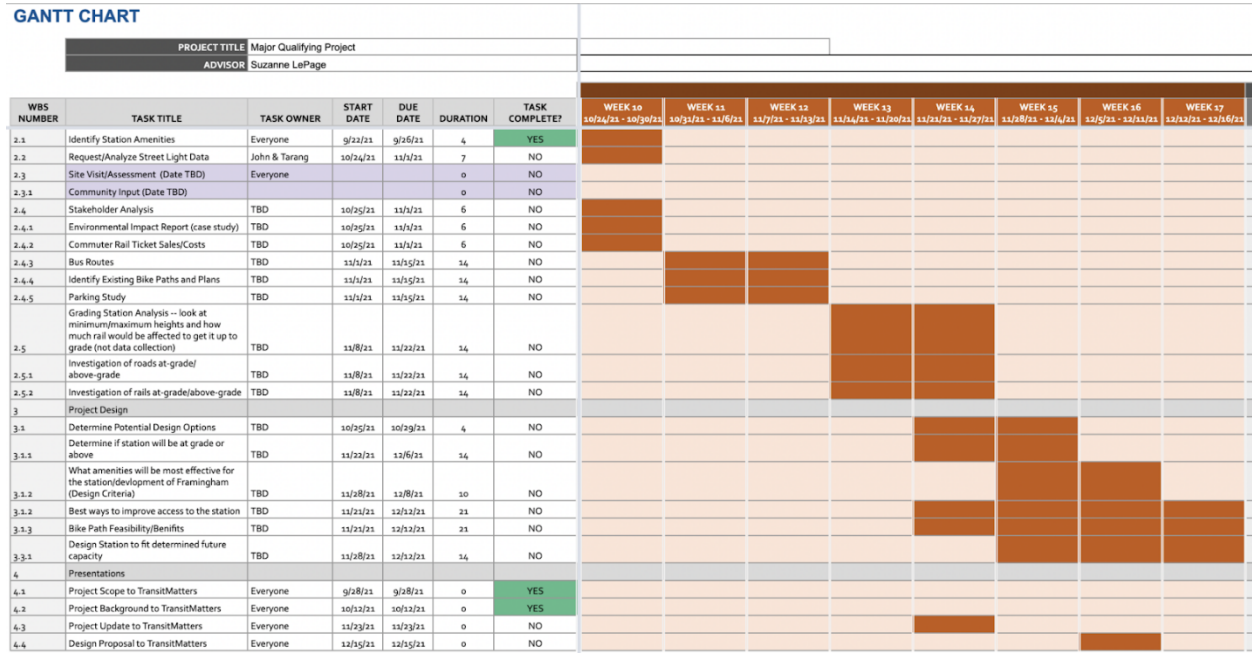 GANTT CHART
PROJECT TITLE Major Qualifying Project
ADVISOR Suzanne LePage
WEEK 10 WEEK 11 WEEK 12 WEEK 13 WEEK 14 WEEK 15 WEEK 16 WEEK 17
10/24/21 - 10/30/21 10/31/21 - 11/6/21 11/7/21 - 11/13/21 11/14/21 - 11/20/21 11/21/21 - 11/27/21 11/28/21 - 12/4/21 12/5/21 - 12/11/21 12/12/21 - 12/16/21
WBS NUMBER TASK TITLE TASK OWNER START DATE DUE DATE DURATION TASK COMPLETE?
2.1 Identify Station Amenities Everyone 9/22/21 9/26/21 4 YES
2.2 Request/Analyze Street Light Data John & Tarang 10/24/21 11/1/21 7 NO
2.3 Site Visit/Assessment (Date TBD) Everyone 0 NO
2.3.1 Community Input (Date TBD) 0 NO
2.4 Stakeholder Analysis TBD 10/25/21 11/1/21 6 NO
2.4.1 Environmental Impact Report (case study) TBD 10/25/21 11/1/21 6 NO
2.4.2 Commuter Rail Ticket Sales/Costs TBD 10/25/21 11/1/21 6 NO
2.4.3 Bus Routes TBD 11/1/21 11/15/21 14 NO
2.4.4 Identify Existing Bike Paths and Plans TBD 11/1/21 11/15/21 14 NO
2.4.5 Parking Study TBD 11/1/21 11/15/21 14 NO
Grading Station Analysis -- look at
minimum/maximum heights and how
much rail would be affected to get it up to
2.5 grade (not data collection) TBD 11/8/21 11/22/21 14 NO
Investigation of roads at-grade/
2.5.1 above-grade TBD 11/8/21 11/22/21 14 NO
2.5.2 Investigation of rails at-grade/above-grade TBD 11/8/21 11/22/21 14 NO
3 Project Design
3.1 Determine Potential Design Options TBD 10/25/21 10/29/21 4 NO
Determine if station will be at grade or
3.1.1 above TBD 11/22/21 12/6/21 14 NO
What amenities will be most effective for
the station/devlopment of Framingham
3.1.2 (Design Criteria) TBD 11/28/21 12/8/21 10 NO
3.1.2 Best ways to improve access to the station TBD 11/21/21 12/12/21 21 NO
3.1.3 Bike Path Feasibility/Benifits TBD 11/21/21 12/12/21 21 NO
Design Station to fit determined future
3.3.1 capacity TBD 11/28/21 12/12/21 14 NO
4 Presentations
4.1 Project Scope to TransitMatters Everyone 9/28/21 9/28/21 0 YES
4.2 Project Background to TransitMatters Everyone 10/12/21 10/12/21 0 YES
4.3 Project Update to TransitMatters Everyone 11/23/21 11/23/21 0 NO
4.4 Design Proposal to TransitMatters Everyone 12/15/21 12/15/21 0 NO